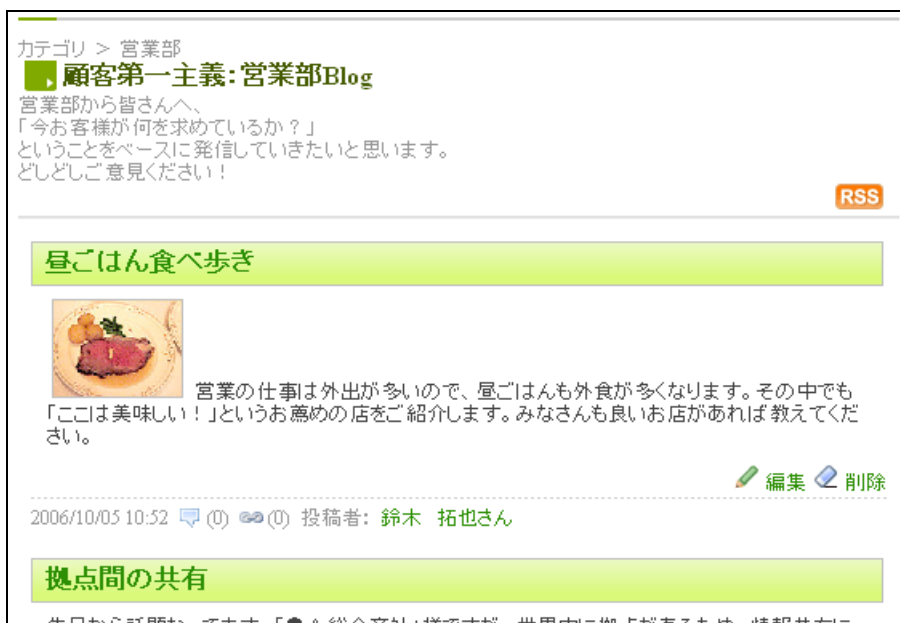 カテゴリ > 営業部
顧客第一主義：営業部Blog
営業部から皆さんへ、
「今お客様が何を求めているか？」
ということをベースに発信していきたいと思います。
どしどしご意見ください！
RSS
昼ごはん食べ歩き
営業の仕事は外出が多いので、昼ごはんも外食が多くなります。その中でも
「ここは美味しい！」というお薦めの店をご紹介します。みなさんも良いお店があれば教えてくだ
さい。
編集 削除
2006/10/05 10:52 (0) (0) 投稿者： 鈴木 拓也さん
拠点間の共有